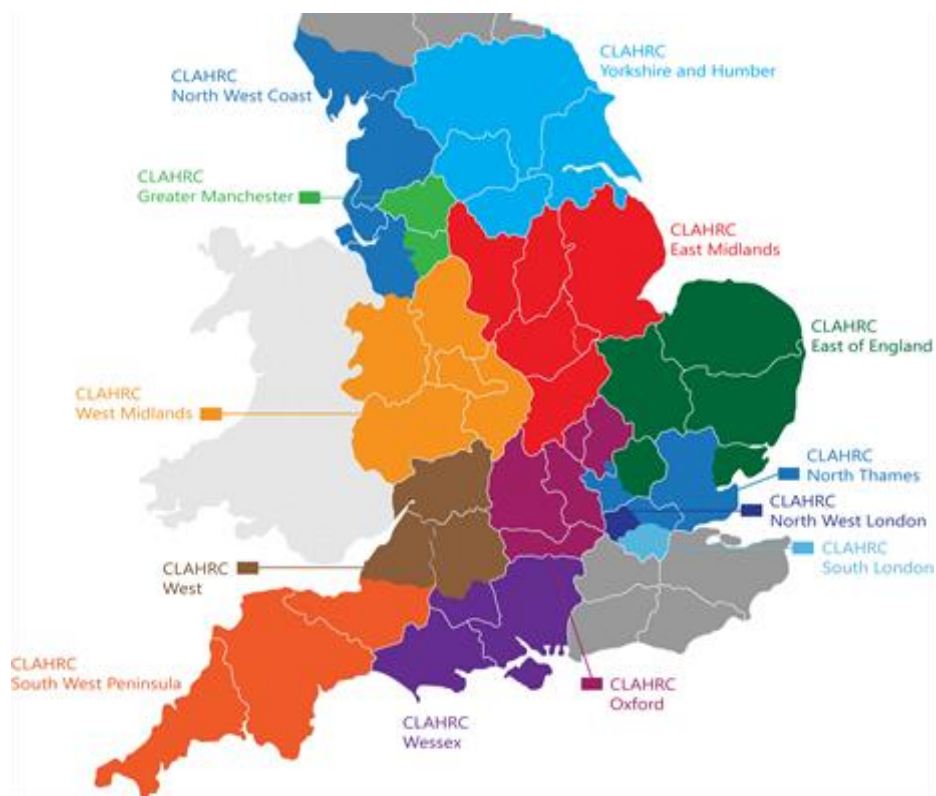 CLAHRC
Yorkshire and Humber
CLAHRC
North West Coast
CLAHRC
Greater Manchester
CLAHRC
East Midlands
CLAHRC
East of England
CLAHRC
West Midlands
CLAHRC
North Thames
CLAHRC
North West London
CLAHRC
South London
CLAHRC
West
CLAHRC
South West Peninsula
CLAHRC
Oxford
CLAHRC
Wessex